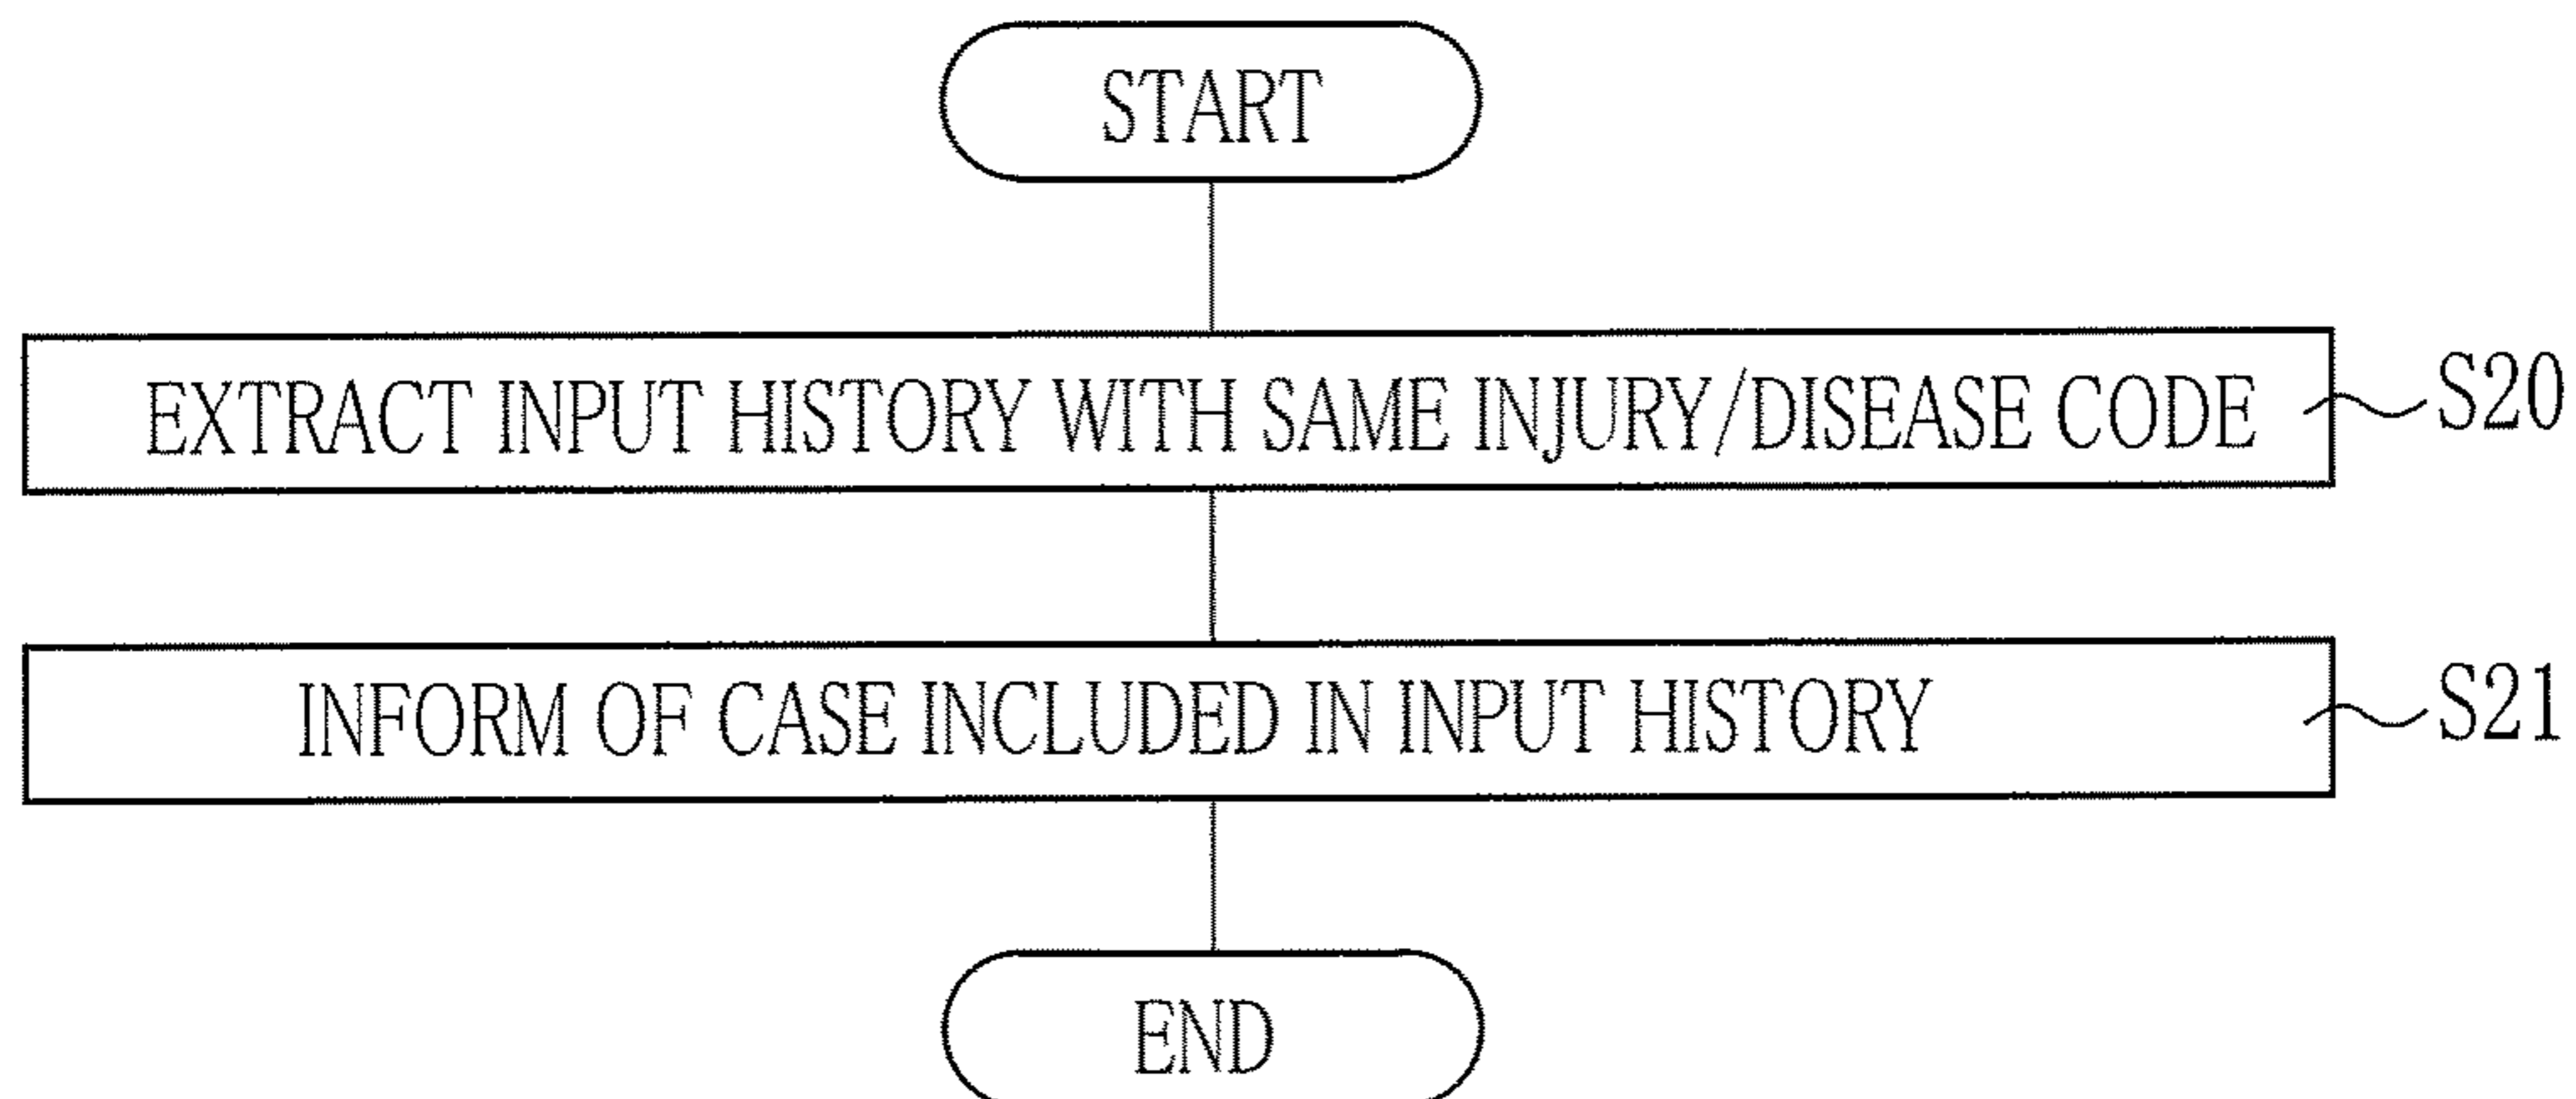 START
EXTRACT INPUT HISTORY WITH SAME INJURY/DISEASE CODE
S20
INFORM OF CASE INCLUDED IN INPUT HISTORY
S21
END